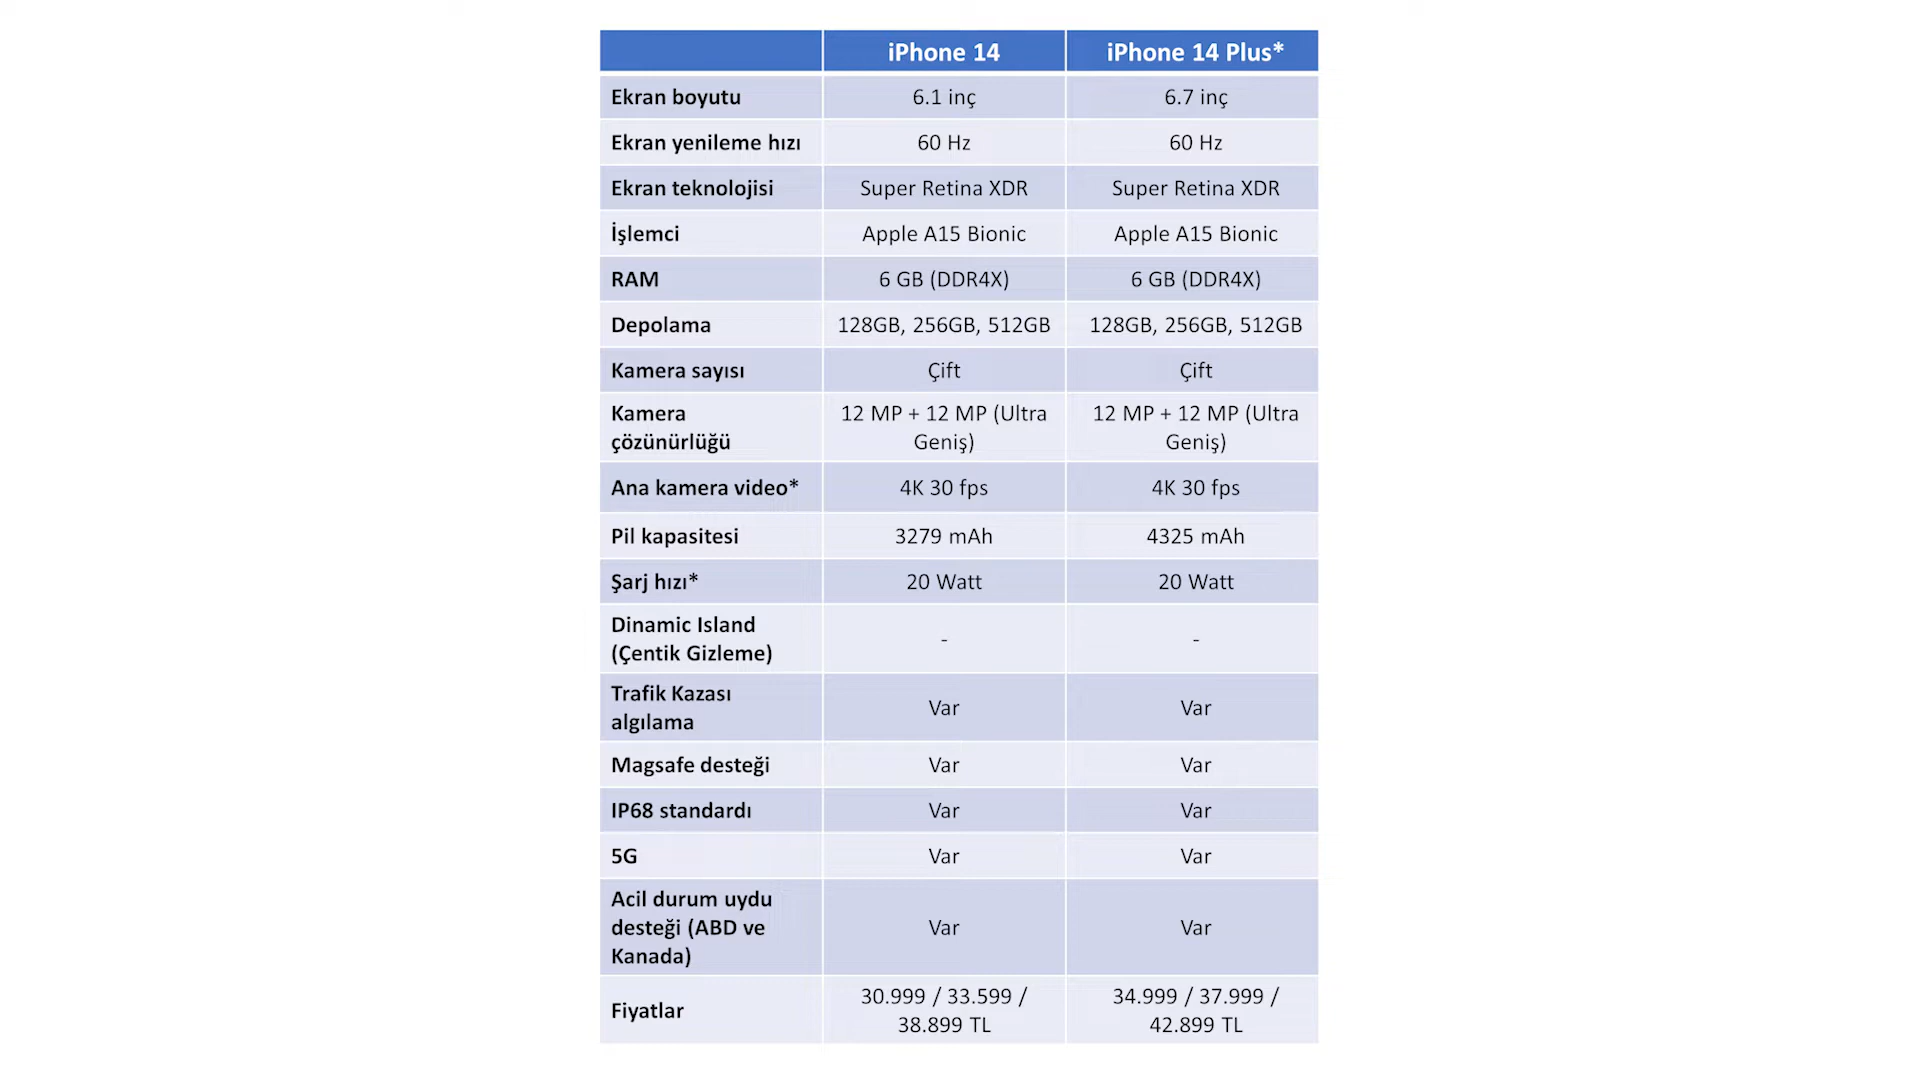 iPhone 14 iPhone 14 Plus*
Ekran boyutu 6.1 inç 6.7 inç
Ekran yenileme hızı 60 Hz 60 Hz
Ekran teknolojisi Super Retina XDR Super Retina XDR
İşlemci Apple A15 Bionic Apple A15 Bionic
RAM 6 GB (DDR4X) 6 GB (DDR4X)
Depolama 128GB, 256GB, 512GB 128GB, 256GB, 512GB
Kamera sayısı Çift Çift
Kamera
çözünürlüğü
12 MP + 12 MP (Ultra
Geniş)
12 MP + 12 MP (Ultra
Geniş)
Ana kamera video* 4K 30 fps 4K 30 fps
Pil kapasitesi 3279 mAh 4325 mAh
Şarj hızı* 20 Watt 20 Watt
Dinamic Island
(Çentik Gizleme)
- -
Trafik Kazası
algılama
Var Var
Magsafe desteği Var Var
IP68 standardı Var Var
5G Var Var
Acil durum uydu
desteği (ABD ve
Kanada)
Var Var
Fiyatlar
30.999 / 33.599 /
38.899 TL
34.999 / 37.999 /
42.899 TL